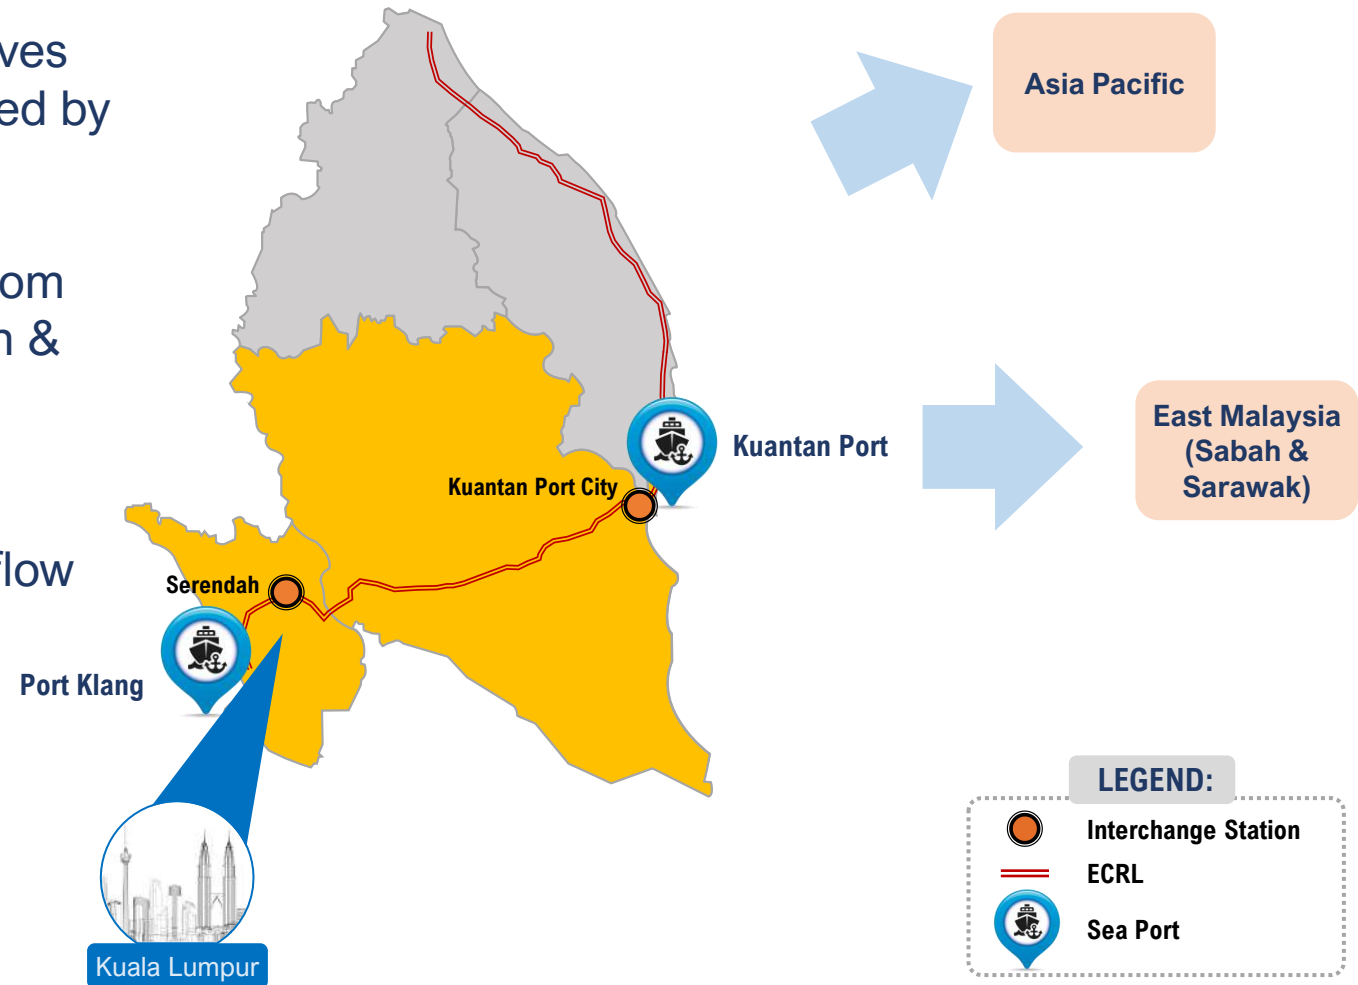 ves
ed by
om
n &
flow
Asia Pacific
East Malaysia
(Sabah &
Sarawak)
Kuantan Port
Kuantan Port City
Serendah
Port Klang
Kuala Lumpur
LEGEND:
Interchange Station
ECRL
Sea Port